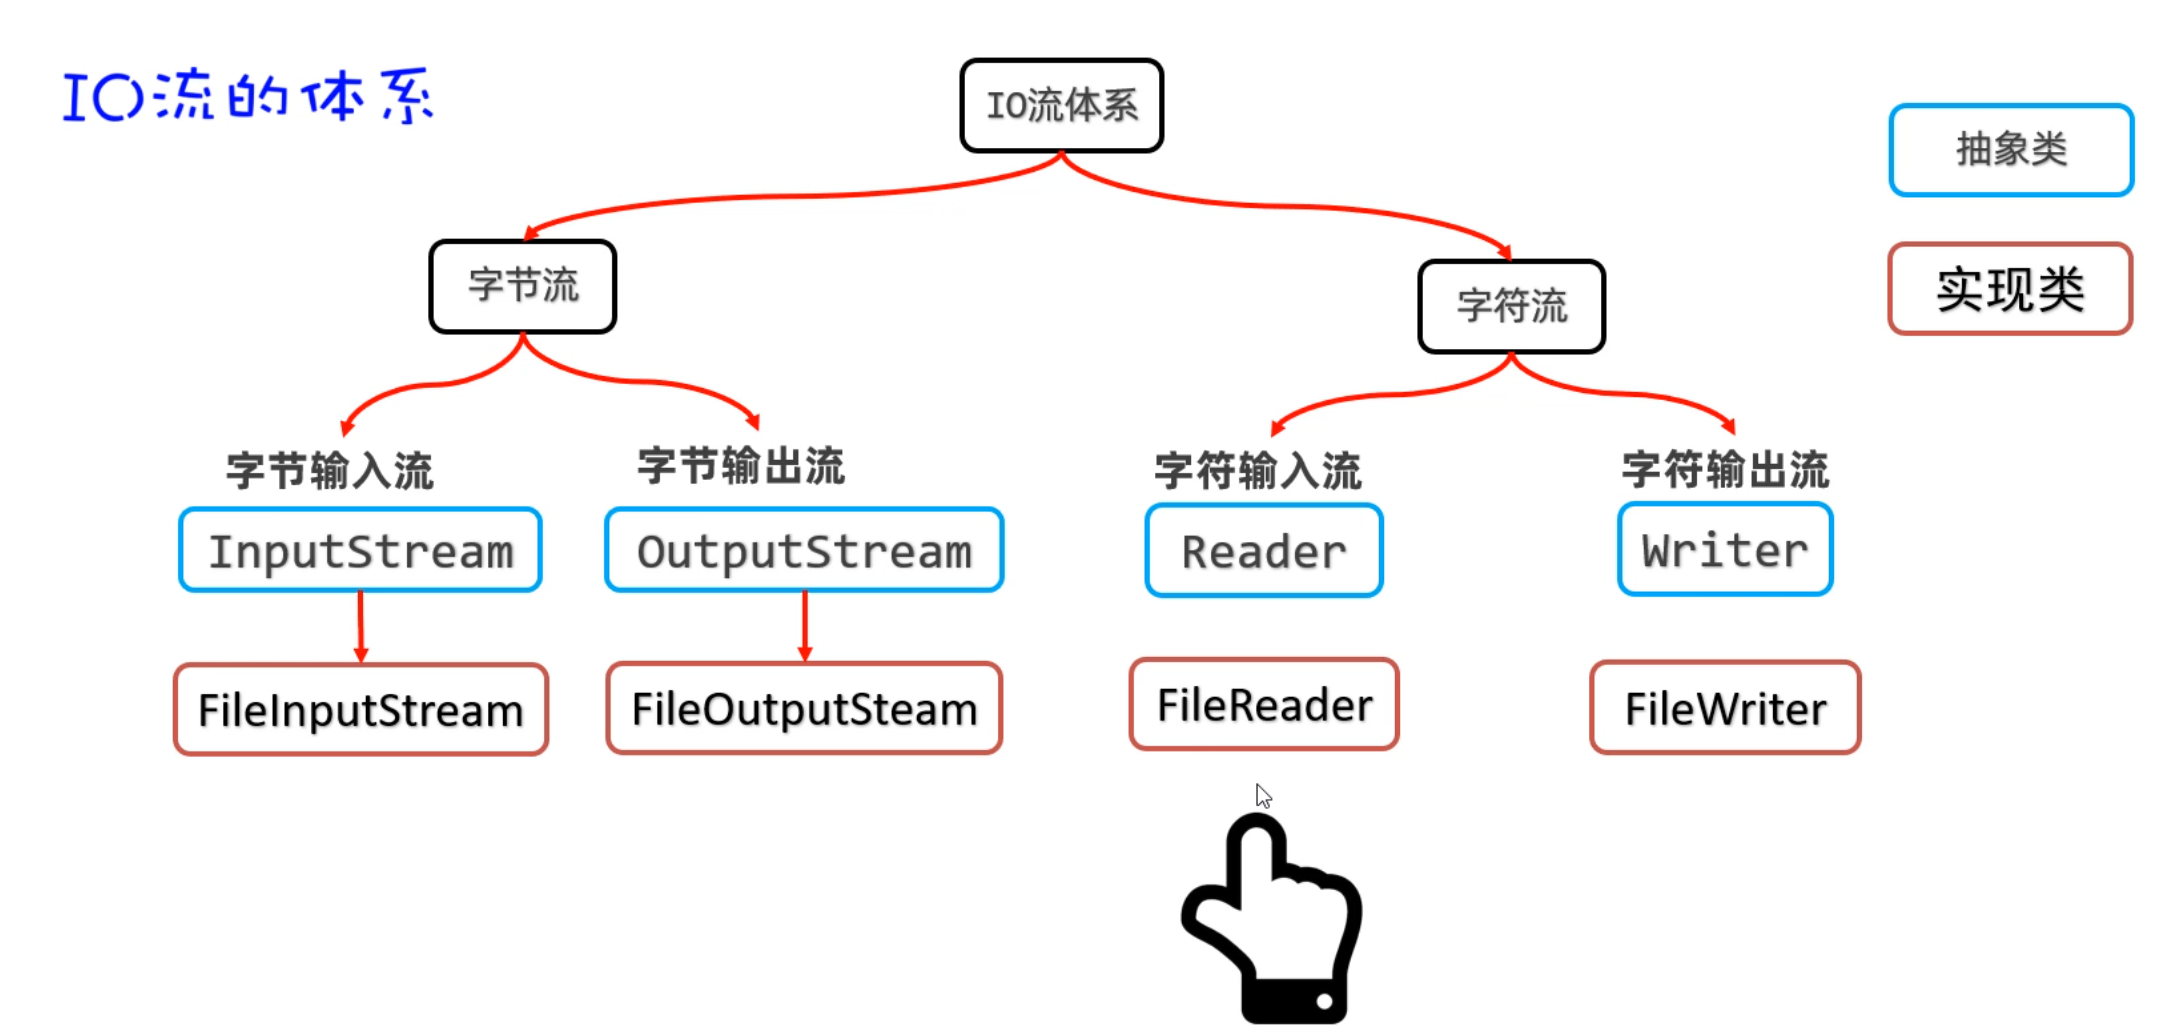 IO流的体系
IO流体系
抽象类
实现类
字节流
字符流
字节输入流
字节输出流
字符输入流
字符输出流
InputStream
OutputStream
Reader
Writer
FileInputStream
FileOutputSteam
FileReader
FileWriter